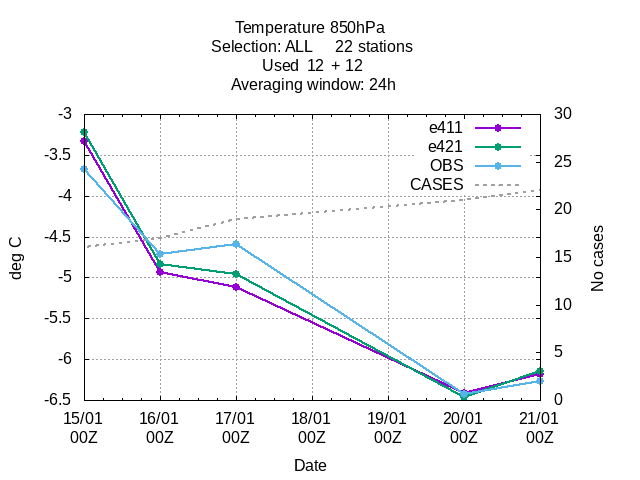 Temperature 850hPa
Selection: ALL 22 stations
Used 12 + 12
Averaging window: 24h
-3
-3.5
-4
-4.5
-5
-5.5
-6
-6.5
deg C
30
25
20
15
10
5
0
No cases
e411
e421
OBS
CASES
15/01 16/01 17/01 18/01 19/01 20/01 21/01
00Z 00Z 00Z 00Z 00Z 00Z 00Z
Date